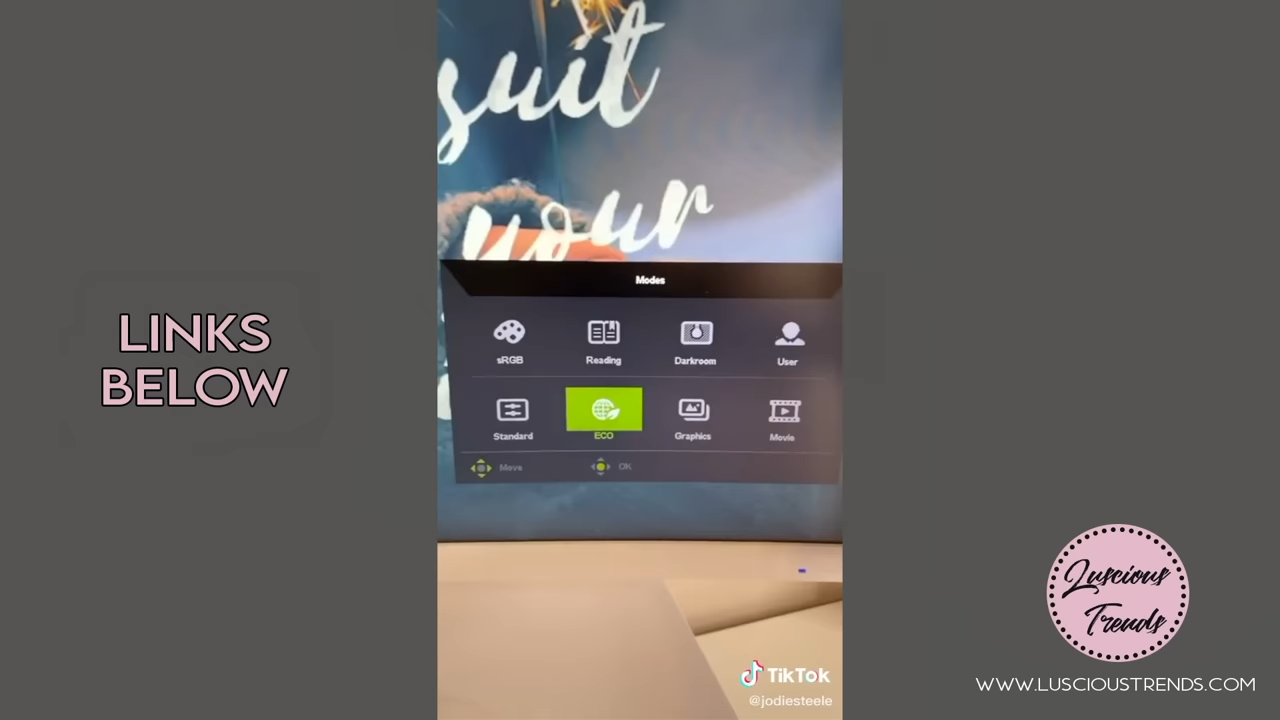 suit
your
Modes
sRGB
Reading
Darkroom
User
Standard
ECO
Graphics
Movie
Move
OK
LINKS
BELOW
Luscious
Trends
WWW.LUSCIOUSTRENDS.COM
TikTok
@jodiesteele